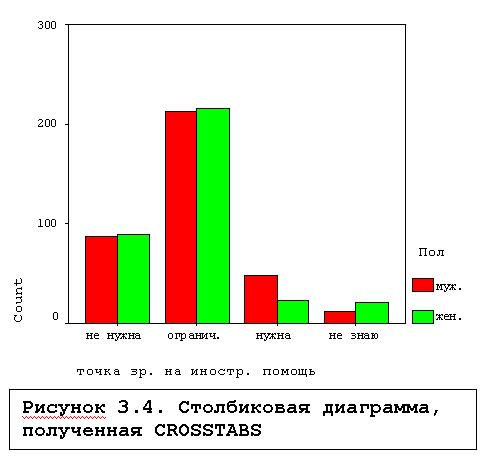 300
200
100
0
Count
не нужна огранич. нужна не знаю
точка зр. на иностр. помощь
Пол
муж.
жен.
Рисунок 3.4. Столбиковая диаграмма,
полученная CROSSTABS